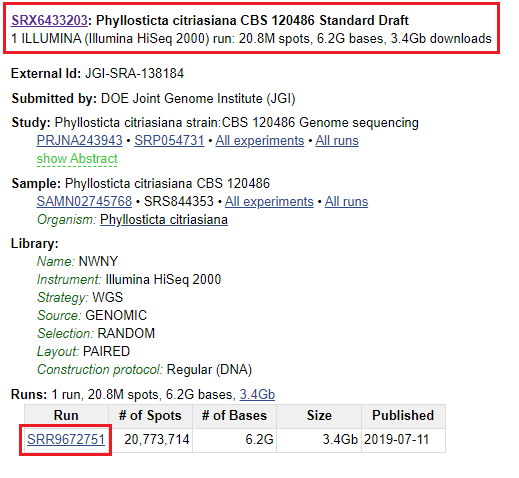 SRX6433203: Phyllosticta citriasiana CBS 120486 Standard Draft
1 ILLUMINA (Illumina HiSeq 2000) run: 20.8M spots, 6.2G bases, 3.4Gb downloads
External Id: JGI-SRA-138184
Submitted by: DOE Joint Genome Institute (JGI)
Study: Phyllosticta citriasiana strain:CBS 120486 Genome sequencing
PRJNA243943 • SRP054731 • All experiments • All runs
show Abstract
Sample: Phyllosticta citriasiana CBS 120486
SAMN02745768 • SRS844353 • All experiments • All runs
Organism: Phyllosticta citriasiana
Library:
Name: NWNY
Instrument: Illumina HiSeq 2000
Strategy: WGS
Source: GENOMIC
Selection: RANDOM
Layout: PAIRED
Construction protocol: Regular (DNA)
Runs: 1 run, 20.8M spots, 6.2G bases, 3.4Gb
Run # of Spots # of Bases Size Published
SRR9672751 20,773,714 6.2G 3.4Gb 2019-07-11